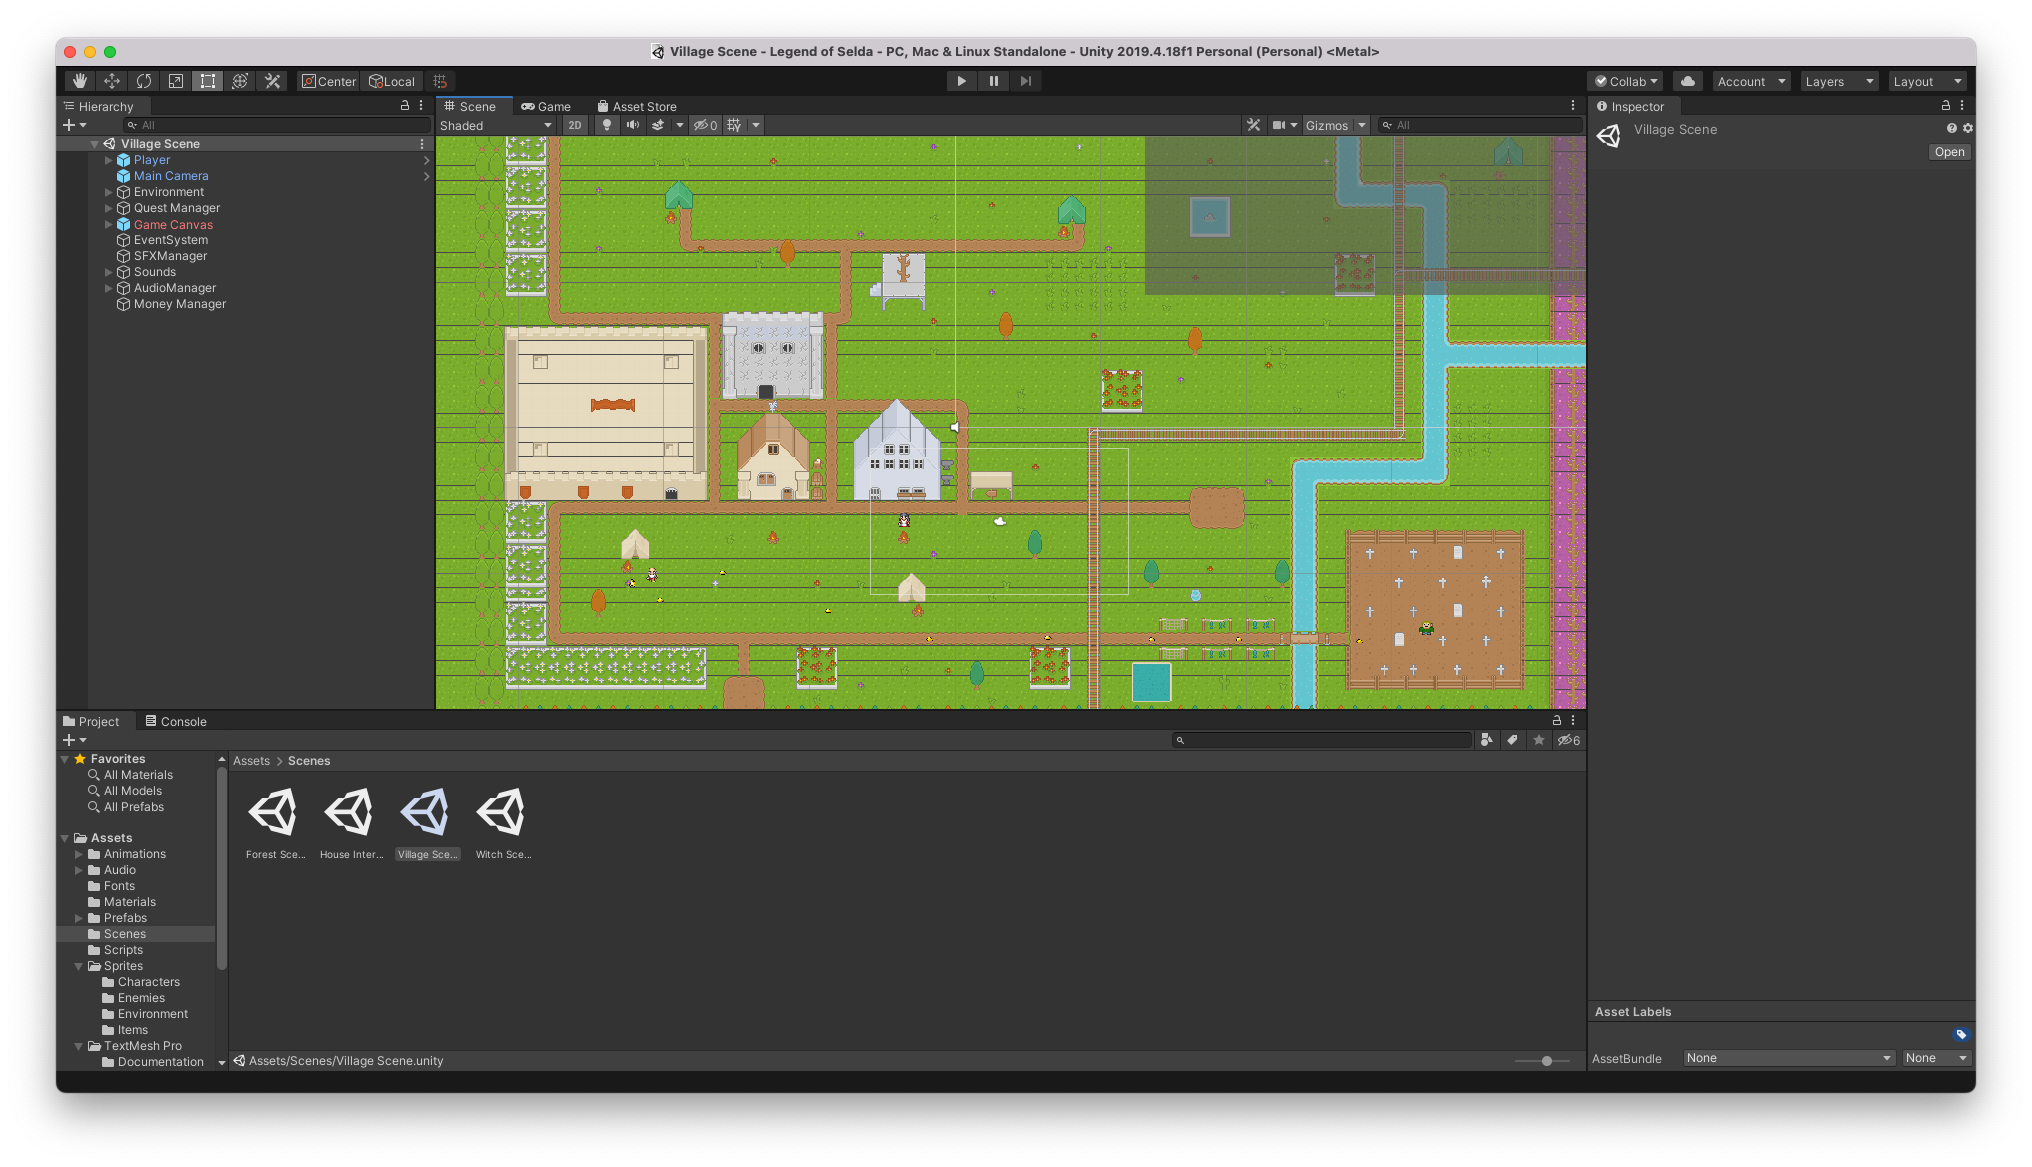 Village Scene - Legend of Selda - PC, Mac & Linux Standalone - Unity 2019.4.18f1 Personal (Personal) <Metal>
Center Local Collab Account Layers Layout
Hierarchy
All
Village Scene
Player
Main Camera
Environment
Quest Manager
Game Canvas
EventSystem
SFXManager
Sounds
AudioManager
Money Manager
Scene Game Asset Store
Shaded 2D 0 Gizmos All
Inspector
Village Scene
Open
Project Console
6
Favorites
All Materials
All Models
All Prefabs
Assets
Animations
Audio
Fonts
Materials
Prefabs
Scenes
Scripts
Sprites
Characters
Enemies
Environment
Items
TextMesh Pro
Documentation
Assets > Scenes
Forest Sce... House Inter... Village Sce... Witch Sce...
Assets/Scenes/Village Scene.unity
Asset Labels
AssetBundle None None